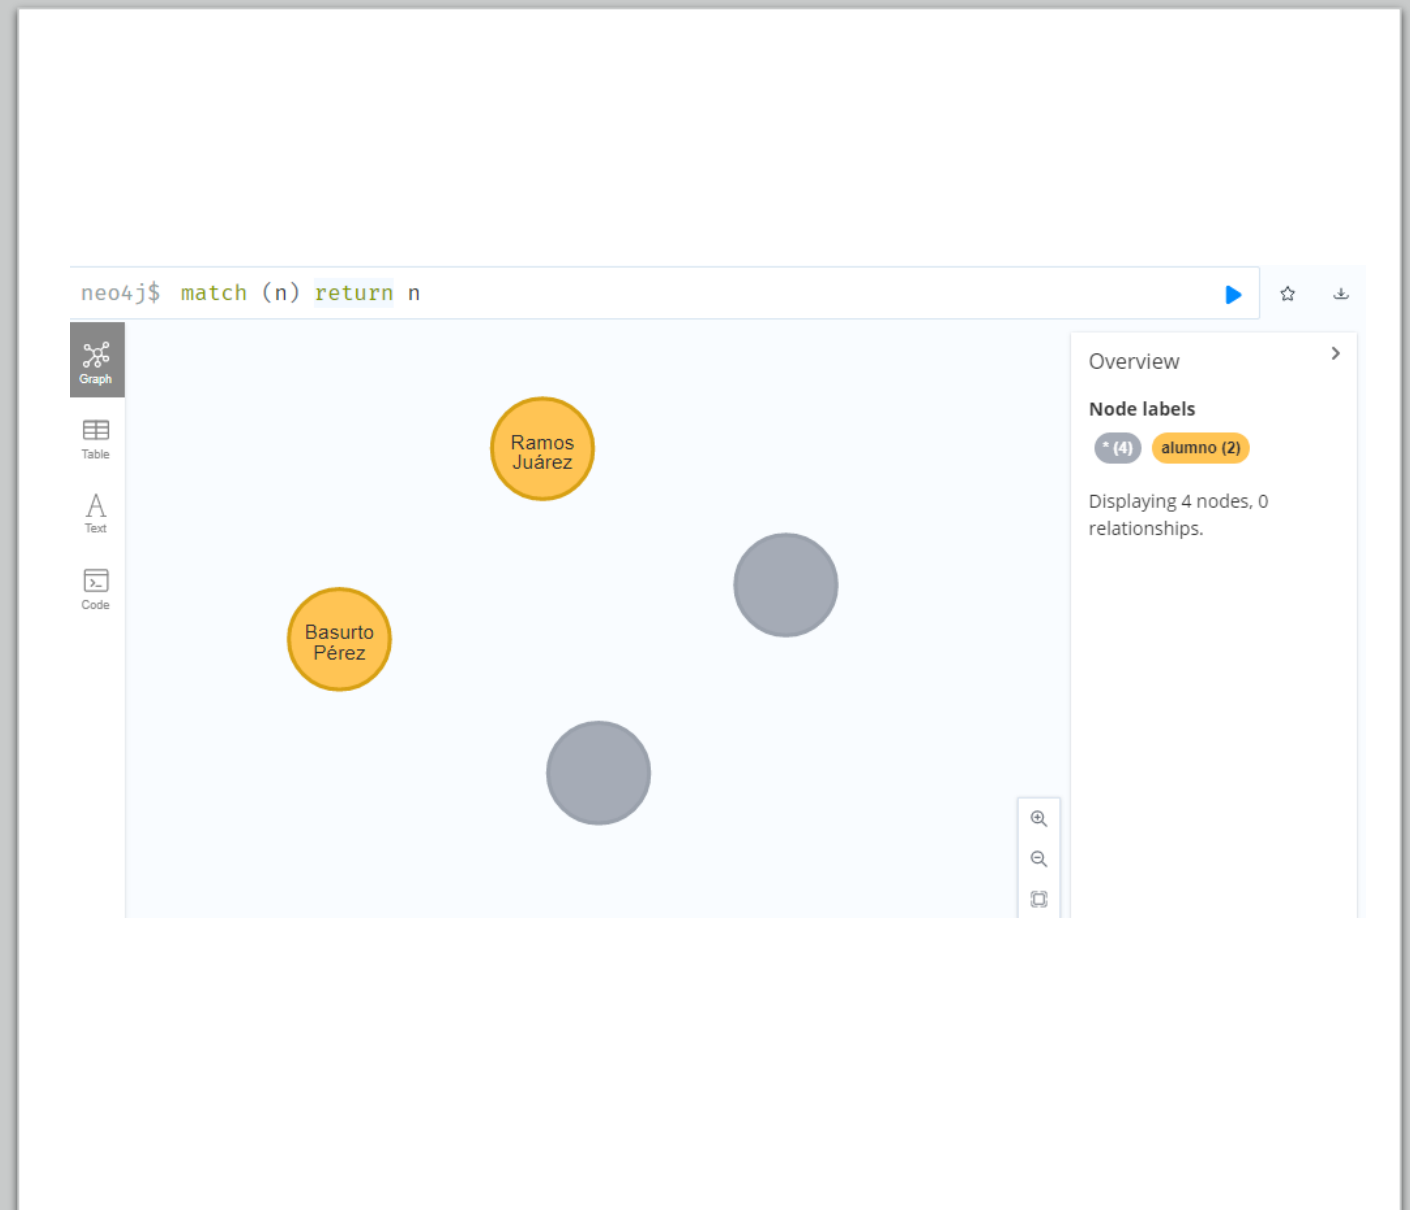 neo4j$ match (n) return n
Graph
Table
Text
Code
Ramos
Juárez
Basurto
Pérez
Overview
Node labels
* (4) alumno (2)
Displaying 4 nodes, 0
relationships.